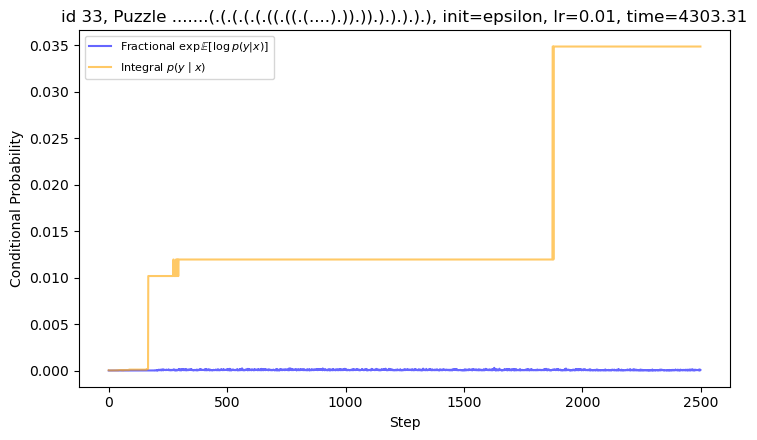 id 33, Puzzle .......(.(.(.(.(.((.((.(....).)).)).).).).).), init=epsilon, lr=0.01, time=4303.31
Fractional exp𝔼[log p(y|x)]
Integral p(y | x)
0.035
0.030
0.025
0.020
0.015
0.010
0.005
0.000
Conditional Probability
0
500
1000
1500
2000
2500
Step